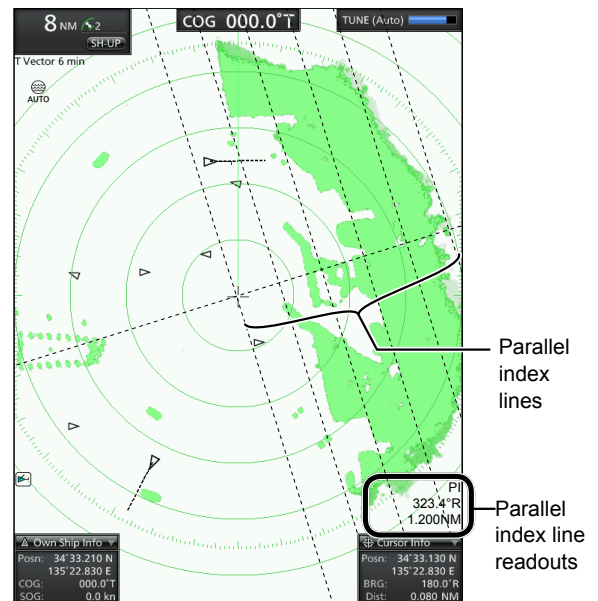 8 NM 2
SH-UP
COG 000.0°T
TUNE (Auto)
T Vector 6 min
AUTO
Parallel
index
lines
PI
323.4°R
1.200NM
Parallel
index line
readouts
Own Ship Info
Posn: 34°33.210 N
135°22.830 E
COG: 000.0°T
SOG: 0.0 kn
Cursor Info
Posn: 34°33.130 N
135°22.830 E
BRG: 180.0°R
Dist: 0.080 NM